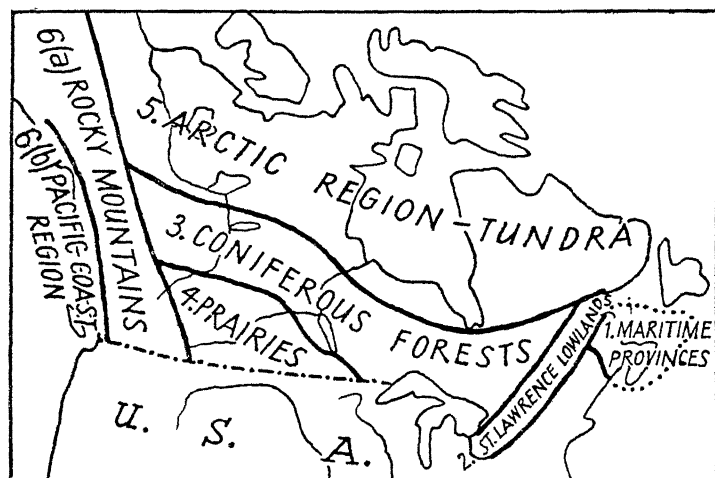 6(a) ROCKY MOUNTAINS
6(b) PACIFIC COAST
REGION
5. ARCTIC REGION - TUNDRA
3. CONIFEROUS FORESTS
4. PRAIRIES
1. MARITIME
PROVINCES
2. ST. LAWRENCE LOWLANDS
U. S. A.